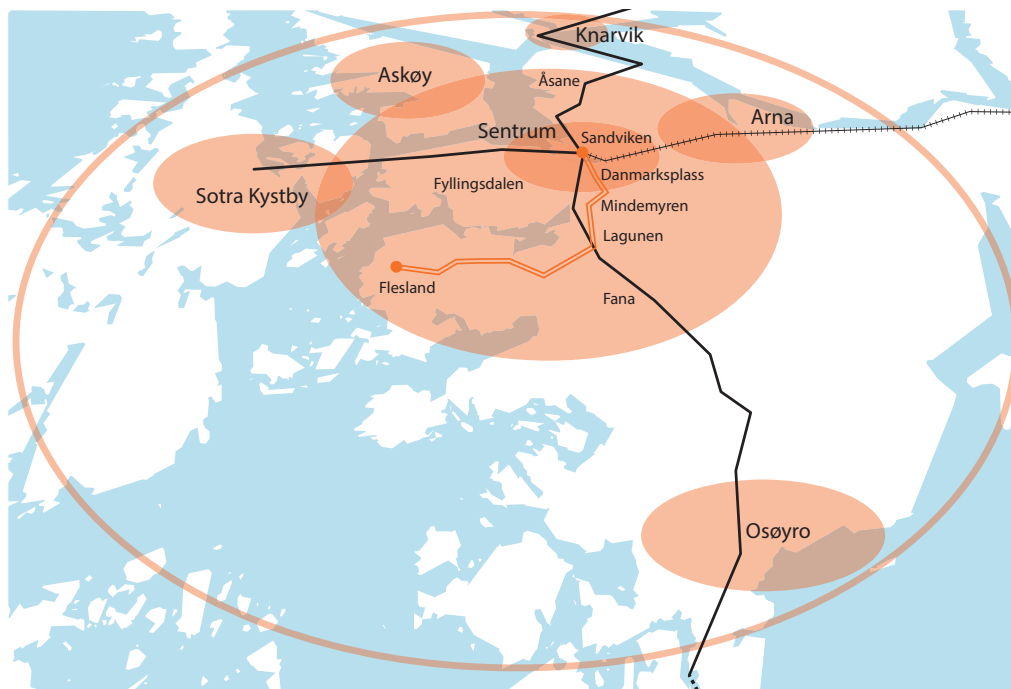 Knarvik
Askøy
Åsane
Arna
Sentrum
Sandviken
Danmarksplass
Fyllingsdalen
Sotra Kystby
Mindemyren
Lagunen
Flesland
Fana
Osøyro